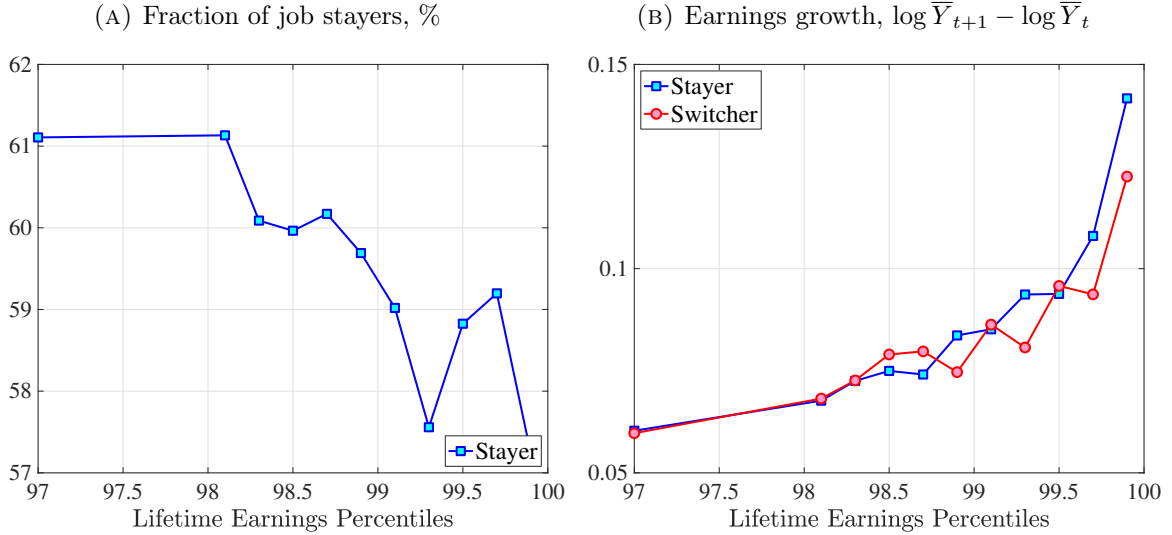 (A) Fraction of job stayers, %
62
61
60
59
58
57
97 97.5 98 98.5 99 99.5 100
Lifetime Earnings Percentiles
Stayer
(B) Earnings growth, log Y̅ₜ₊₁ − log Y̅ₜ
0.15
0.1
0.05
97 97.5 98 98.5 99 99.5 100
Lifetime Earnings Percentiles
Stayer
Switcher